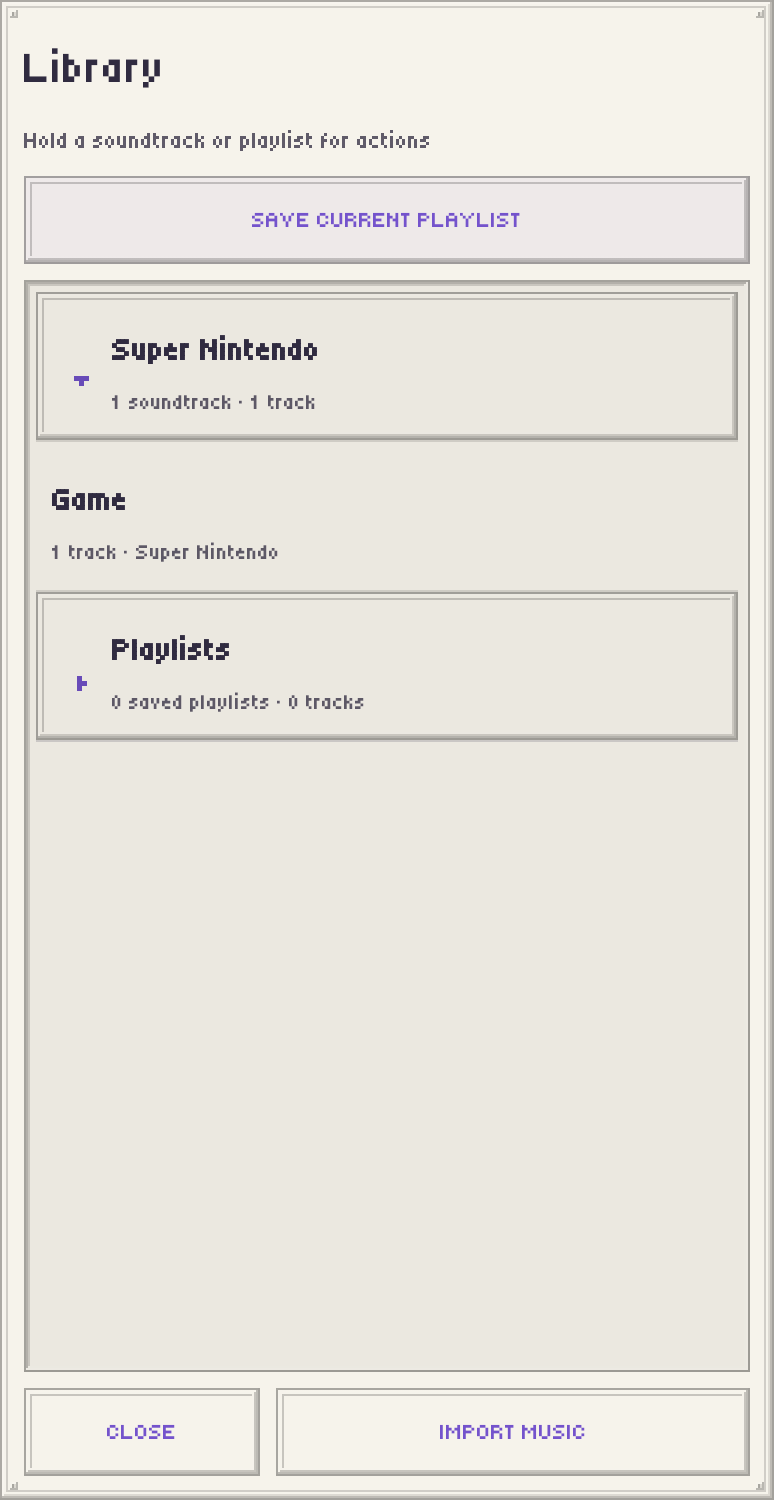 Library
Hold a soundtrack or playlist for actions
SAVE CURRENT PLAYLIST
Super Nintendo
1 soundtrack · 1 track
Game
1 track · Super Nintendo
Playlists
0 saved playlists · 0 tracks
CLOSE
IMPORT MUSIC